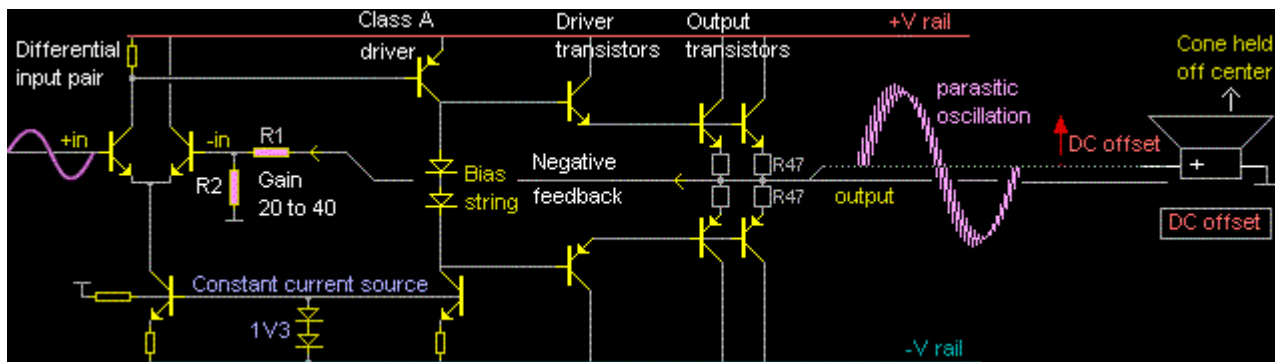 Class A
driver
Driver
transistors
Output
transistors
+V rail
Differential
input pair
Cone held
off center
parasitic
oscillation
+in
-in
R1
R2
Gain
20 to 40
Bias
string
Negative
feedback
R47
R47
output
DC offset
+
DC offset
Constant current source
1V3
-V rail